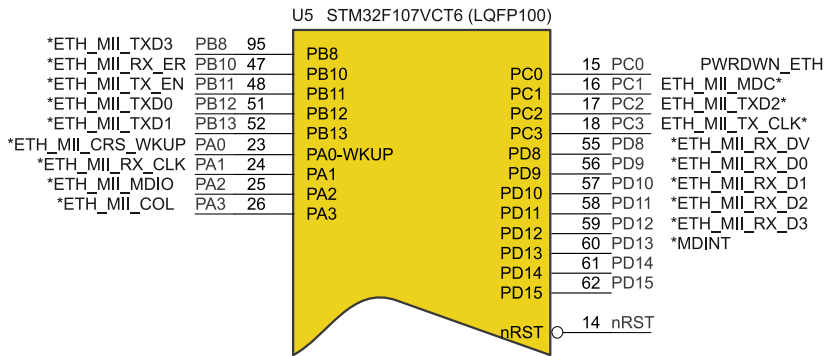 U5 STM32F107VCT6 (LQFP100)
*ETH_MII_TXD3 PB8 95 PB8
*ETH_MII_RX_ER PB10 47 PB10
*ETH_MII_TX_EN PB11 48 PB11
*ETH_MII_TXD0 PB12 51 PB12
*ETH_MII_TXD1 PB13 52 PB13
*ETH_MII_CRS_WKUP PA0 23 PA0-WKUP
*ETH_MII_RX_CLK PA1 24 PA1
*ETH_MII_MDIO PA2 25 PA2
*ETH_MII_COL PA3 26 PA3
PC0 15 PC0 PWRDWN_ETH
PC1 16 PC1 ETH_MII_MDC*
PC2 17 PC2 ETH_MII_TXD2*
PC3 18 PC3 ETH_MII_TX_CLK*
PD8 55 PD8 *ETH_MII_RX_DV
PD9 56 PD9 *ETH_MII_RX_D0
PD10 57 PD10 *ETH_MII_RX_D1
PD11 58 PD11 *ETH_MII_RX_D2
PD12 59 PD12 *ETH_MII_RX_D3
PD13 60 PD13 *MDINT
PD14 61 PD14
PD15 62 PD15
nRST 14 nRST